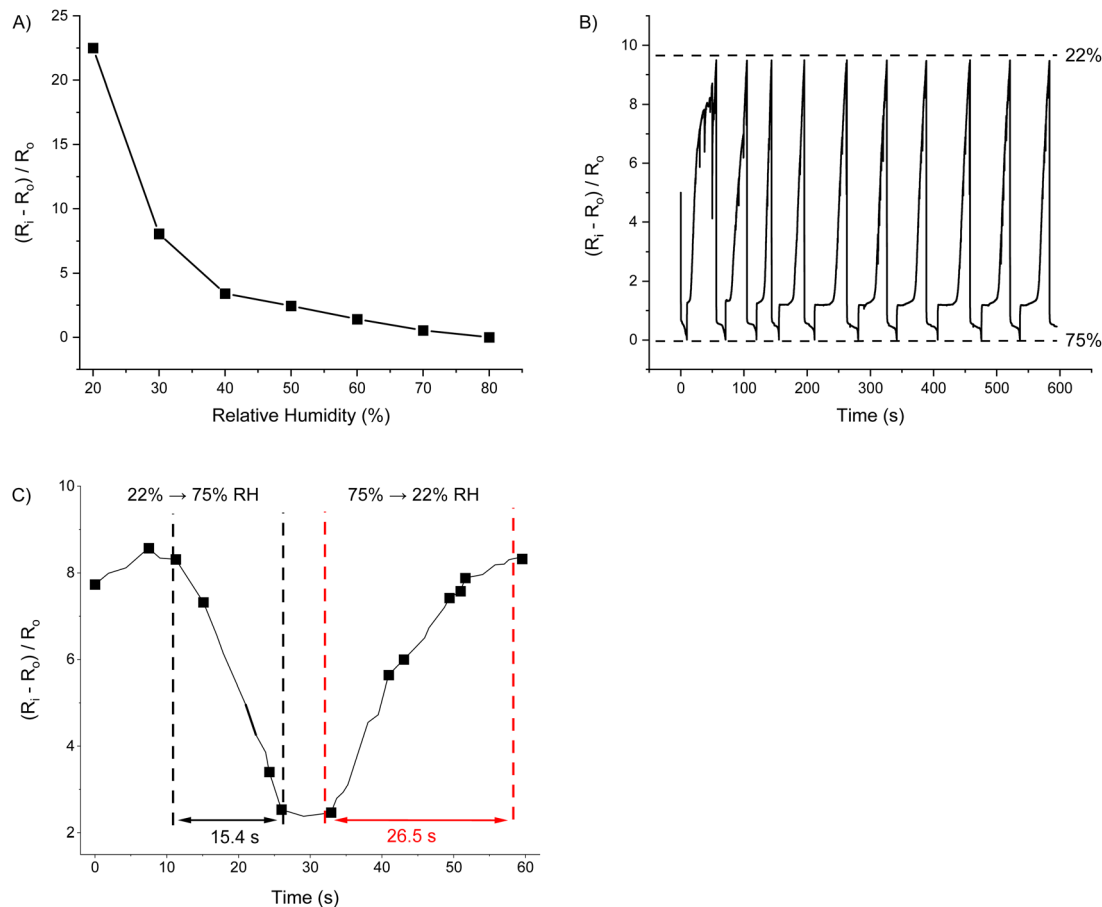 A)
(Ri - Ro) / Ro
25
20
15
10
5
0
20 30 40 50 60 70 80
Relative Humidity (%)
B)
(Ri - Ro) / Ro
10
8
6
4
2
0
22%
75%
0 100 200 300 400 500 600
Time (s)
C)
(Ri - Ro) / Ro
10
8
6
4
2
22% → 75% RH
75% → 22% RH
15.4 s
26.5 s
0 10 20 30 40 50 60
Time (s)